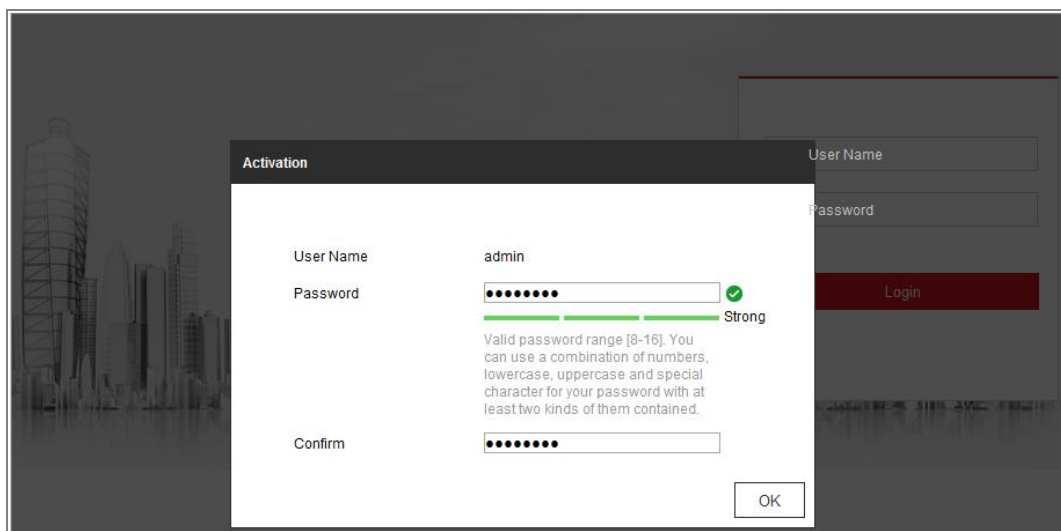 Activation
User Name
Password
Login
User Name admin
Password ●●●●●●●●
Strong
Valid password range [8-16]. You
can use a combination of numbers,
lowercase, uppercase and special
character for your password with at
least two kinds of them contained.
Confirm ●●●●●●●●
OK